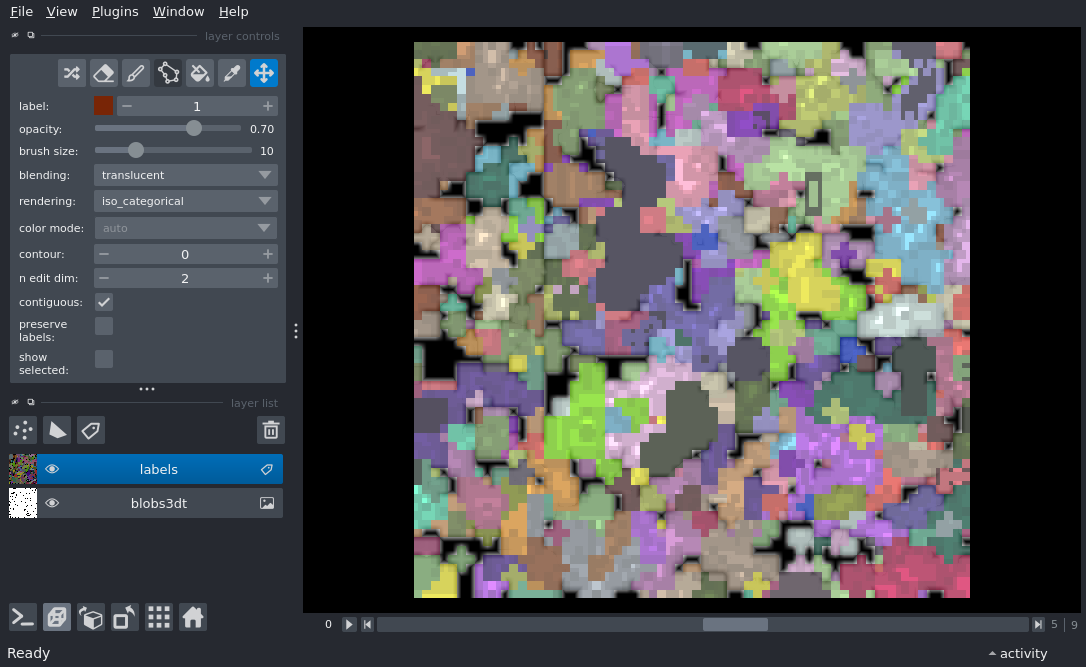 File View Plugins Window Help
layer controls
label: 1
opacity: 0.70
brush size: 10
blending: translucent
rendering: iso_categorical
color mode: auto
contour: 0
n edit dim: 2
contiguous:
preserve
labels:
show
selected:
layer list
labels
blobs3dt
0 5 | 9
Ready activity